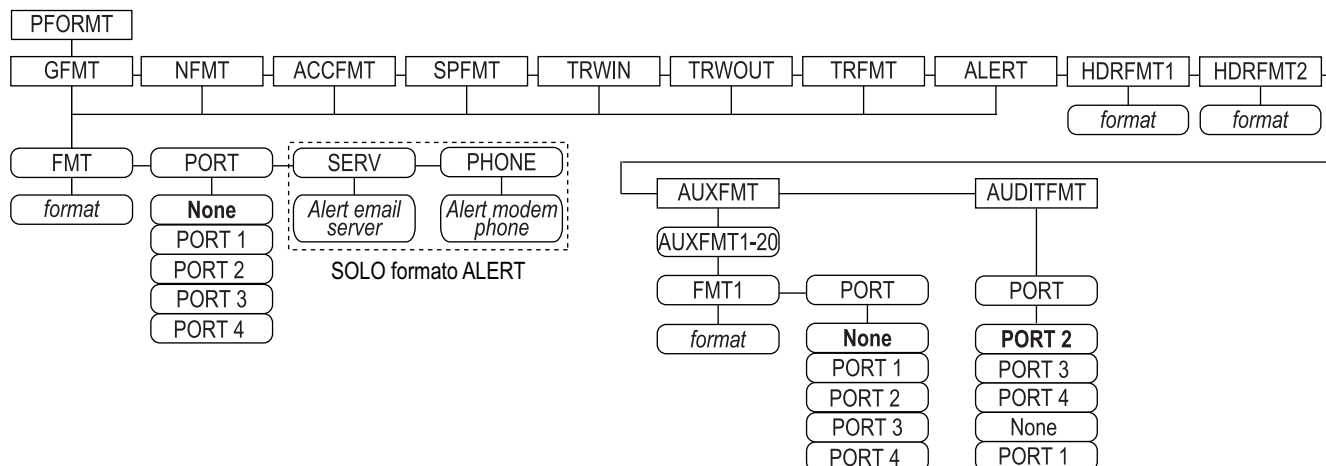 PFORMT
GFMT NFMT ACCFMT SPFMT TRWIN TRWOUT TRFMT ALERT HDRFMT1 HDRFMT2
format format
FMT PORT SERV PHONE
format
None
PORT 1
PORT 2
PORT 3
PORT 4
Alert email
server
Alert modem
phone
SOLO formato ALERT
AUXFMT AUDITFMT
AUXFMT1-20
FMT1 PORT PORT
format
None
PORT 1
PORT 2
PORT 3
PORT 4
PORT 2
PORT 3
PORT 4
None
PORT 1